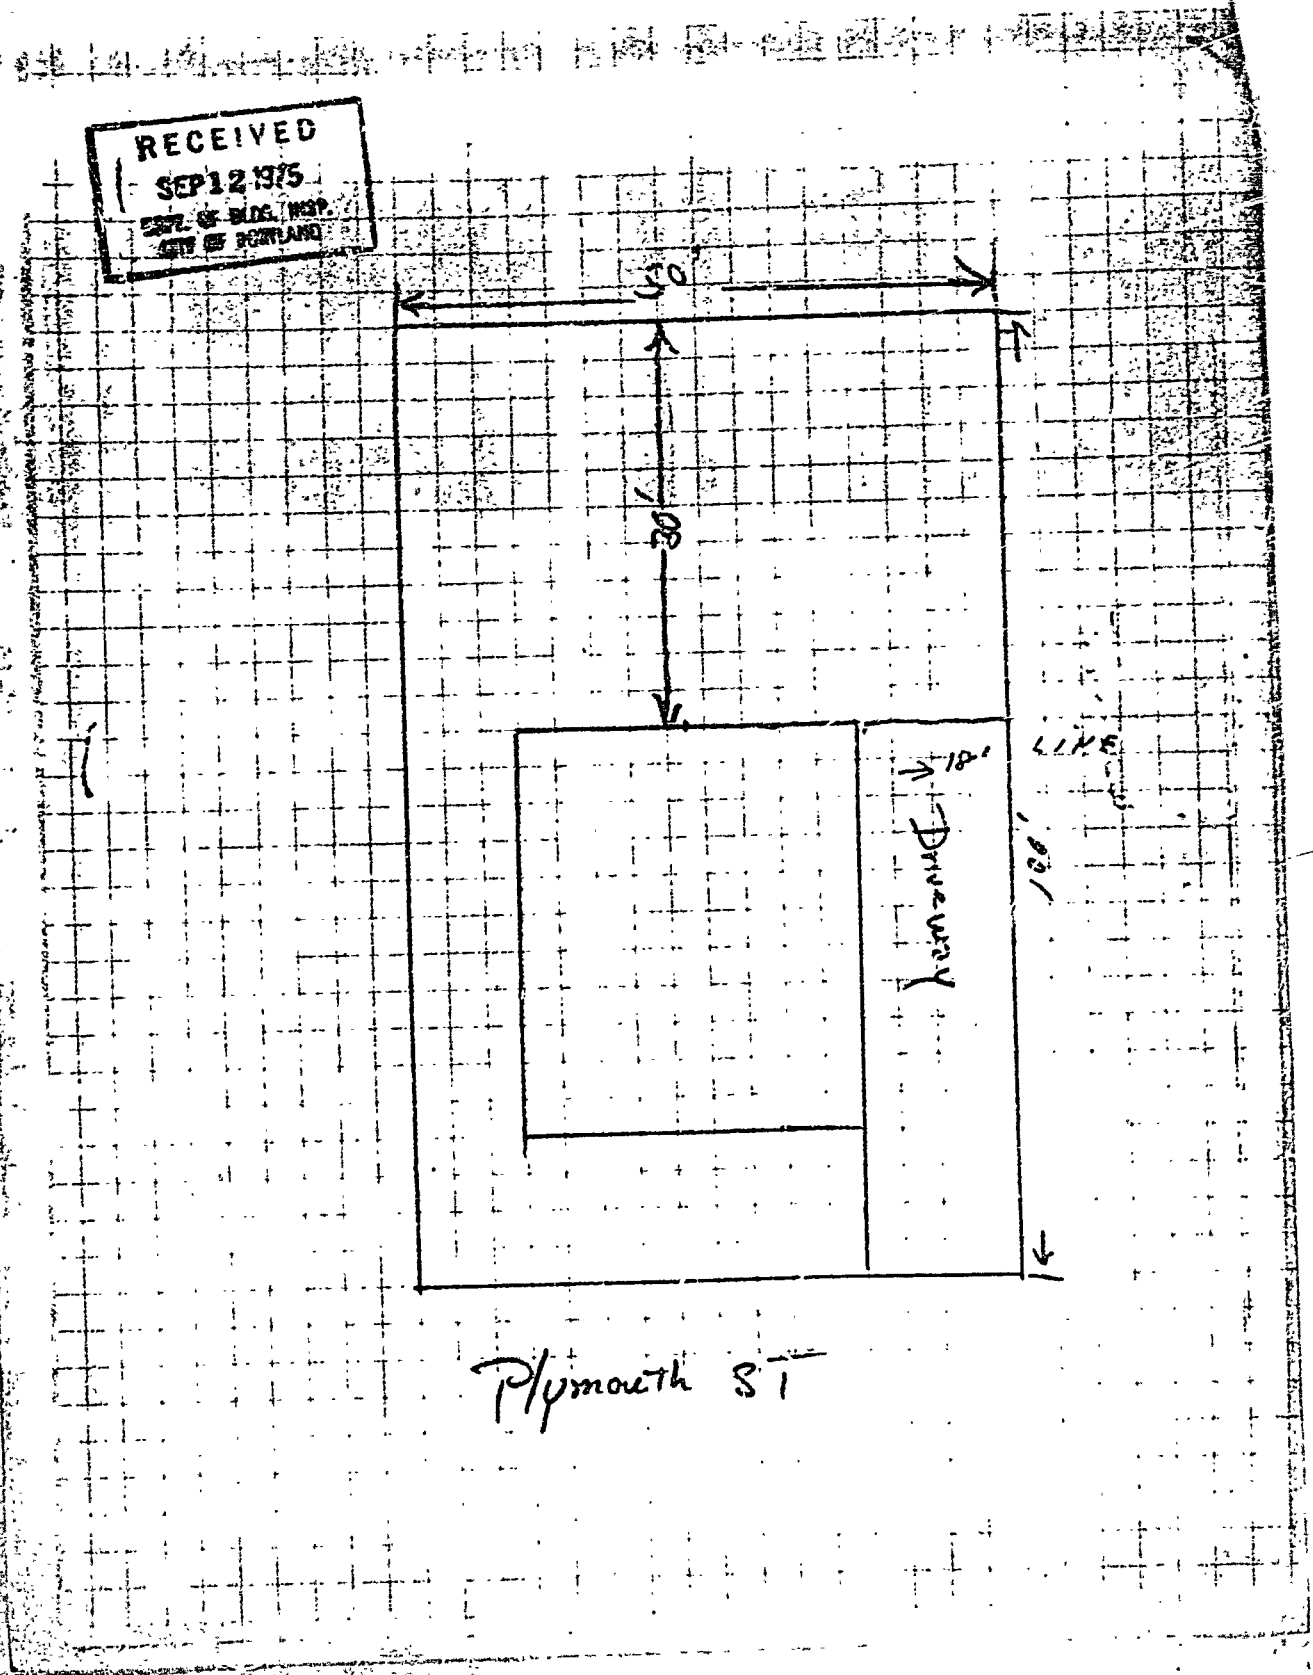 RECEIVED
SEP 12 1975
DEPT. OF BLDG. INSP.
CITY OF PORTLAND
50'
30'
18'
LINE
Driveway
100'
Plymouth ST